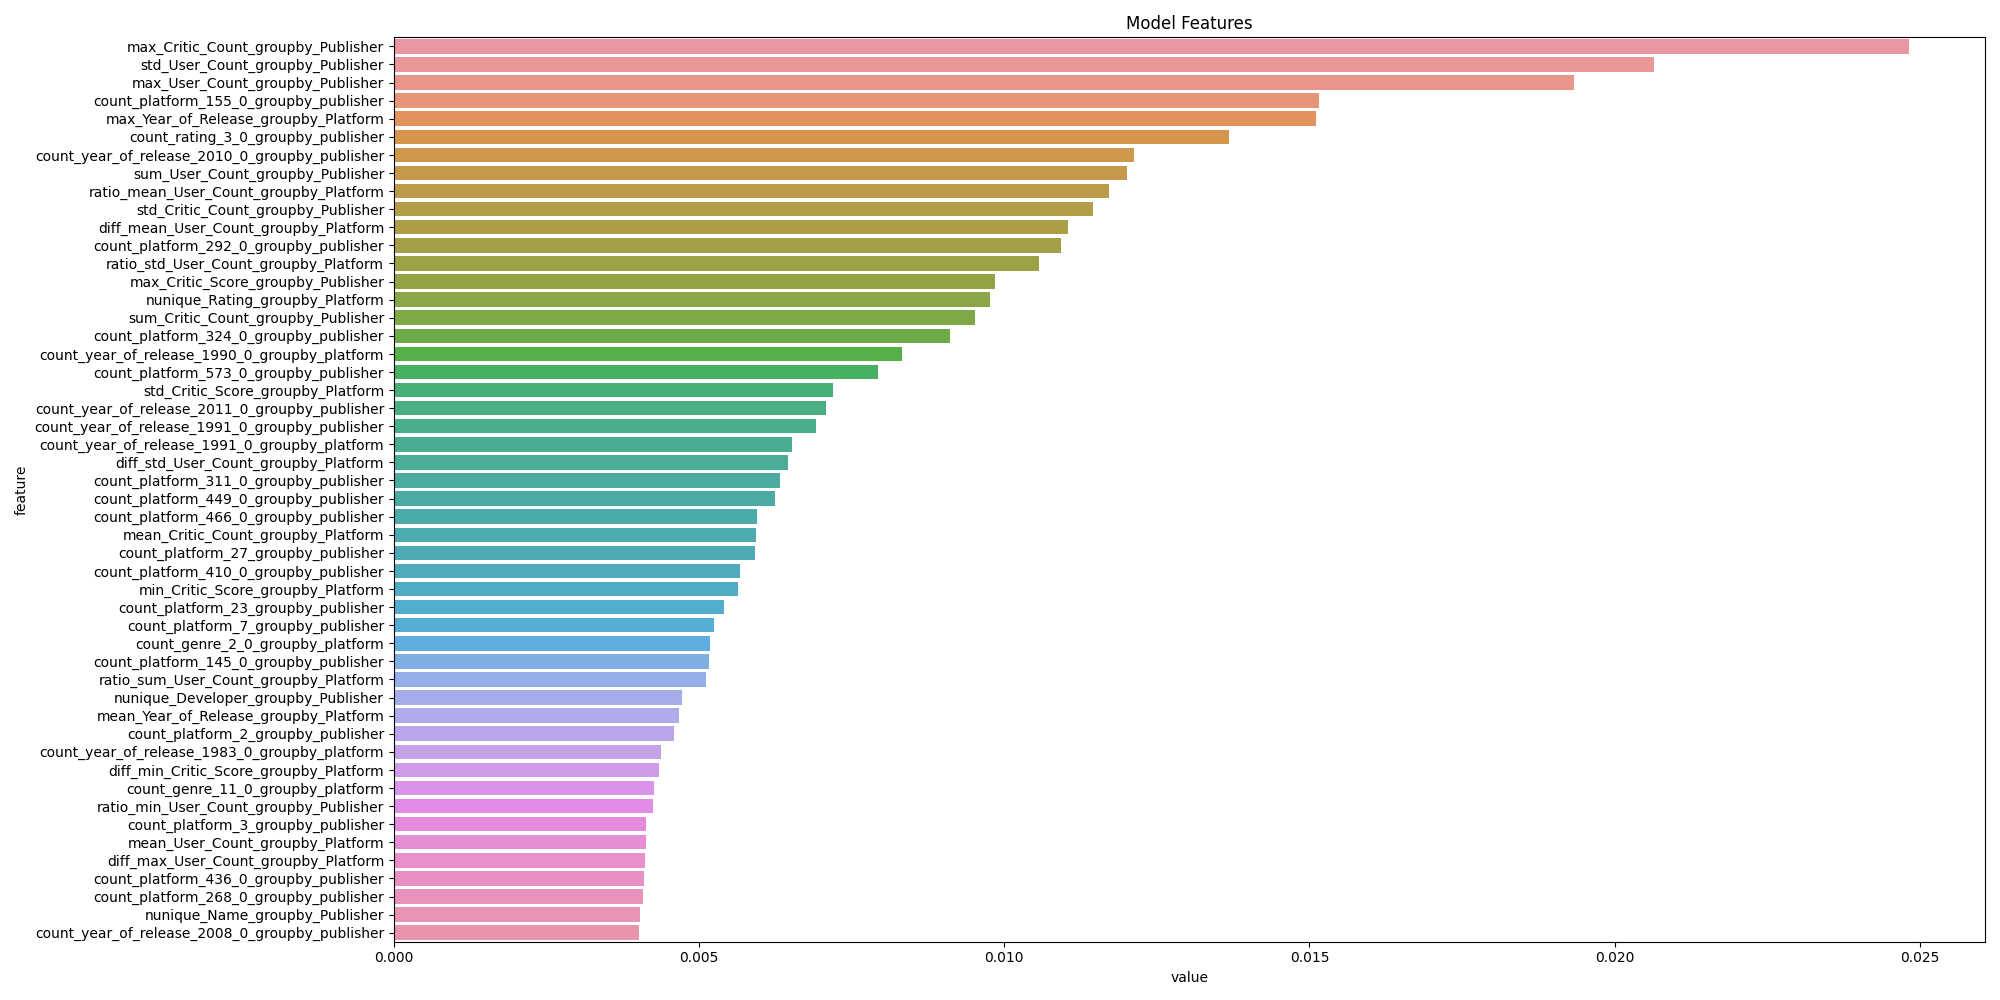 Model Features
max_Critic_Count_groupby_Publisher
std_User_Count_groupby_Publisher
max_User_Count_groupby_Publisher
count_platform_155_0_groupby_publisher
max_Year_of_Release_groupby_Platform
count_rating_3_0_groupby_publisher
count_year_of_release_2010_0_groupby_publisher
sum_User_Count_groupby_Publisher
ratio_mean_User_Count_groupby_Platform
std_Critic_Count_groupby_Publisher
diff_mean_User_Count_groupby_Platform
count_platform_292_0_groupby_publisher
ratio_std_User_Count_groupby_Platform
max_Critic_Score_groupby_Publisher
nunique_Rating_groupby_Platform
sum_Critic_Count_groupby_Publisher
count_platform_324_0_groupby_publisher
count_year_of_release_1990_0_groupby_platform
count_platform_573_0_groupby_publisher
std_Critic_Score_groupby_Platform
count_year_of_release_2011_0_groupby_publisher
count_year_of_release_1991_0_groupby_publisher
count_year_of_release_1991_0_groupby_platform
diff_std_User_Count_groupby_Platform
count_platform_311_0_groupby_publisher
count_platform_449_0_groupby_publisher
count_platform_466_0_groupby_publisher
mean_Critic_Count_groupby_Platform
count_platform_27_groupby_publisher
count_platform_410_0_groupby_publisher
min_Critic_Score_groupby_Platform
count_platform_23_groupby_publisher
count_platform_7_groupby_publisher
count_genre_2_0_groupby_platform
count_platform_145_0_groupby_publisher
ratio_sum_User_Count_groupby_Platform
nunique_Developer_groupby_Publisher
mean_Year_of_Release_groupby_Platform
count_platform_2_groupby_publisher
count_year_of_release_1983_0_groupby_platform
diff_min_Critic_Score_groupby_Platform
count_genre_11_0_groupby_platform
ratio_min_User_Count_groupby_Publisher
count_platform_3_groupby_publisher
mean_User_Count_groupby_Platform
diff_max_User_Count_groupby_Platform
count_platform_436_0_groupby_publisher
count_platform_268_0_groupby_publisher
nunique_Name_groupby_Publisher
count_year_of_release_2008_0_groupby_publisher
feature
0.000 0.005 0.010 0.015 0.020 0.025
value